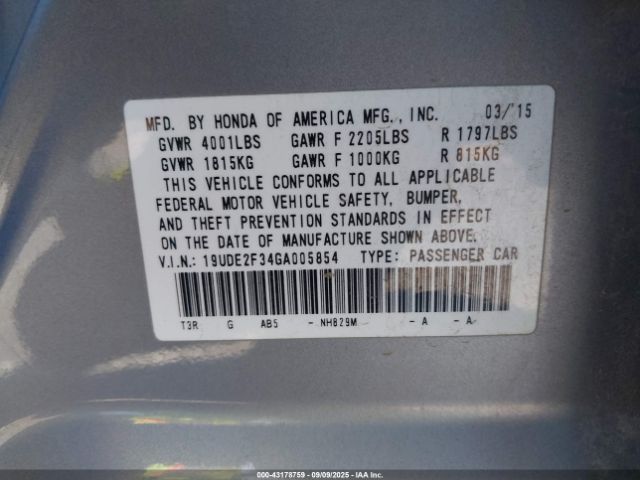 MFD. BY HONDA OF AMERICA MFG., INC. 03/'15
GVWR 4001LBS GAWR F 2205LBS R 1797LBS
GVWR 1815KG GAWR F 1000KG R 815KG
THIS VEHICLE CONFORMS TO ALL APPLICABLE
FEDERAL MOTOR VEHICLE SAFETY, BUMPER,
AND THEFT PREVENTION STANDARDS IN EFFECT
ON THE DATE OF MANUFACTURE SHOWN ABOVE.
V.I.N.: 19UDE2F34GA005854 TYPE: PASSENGER CAR
T3R G AB5 - NH829M - A - A
000-43178759 - 09/09/2025 - IAA Inc.